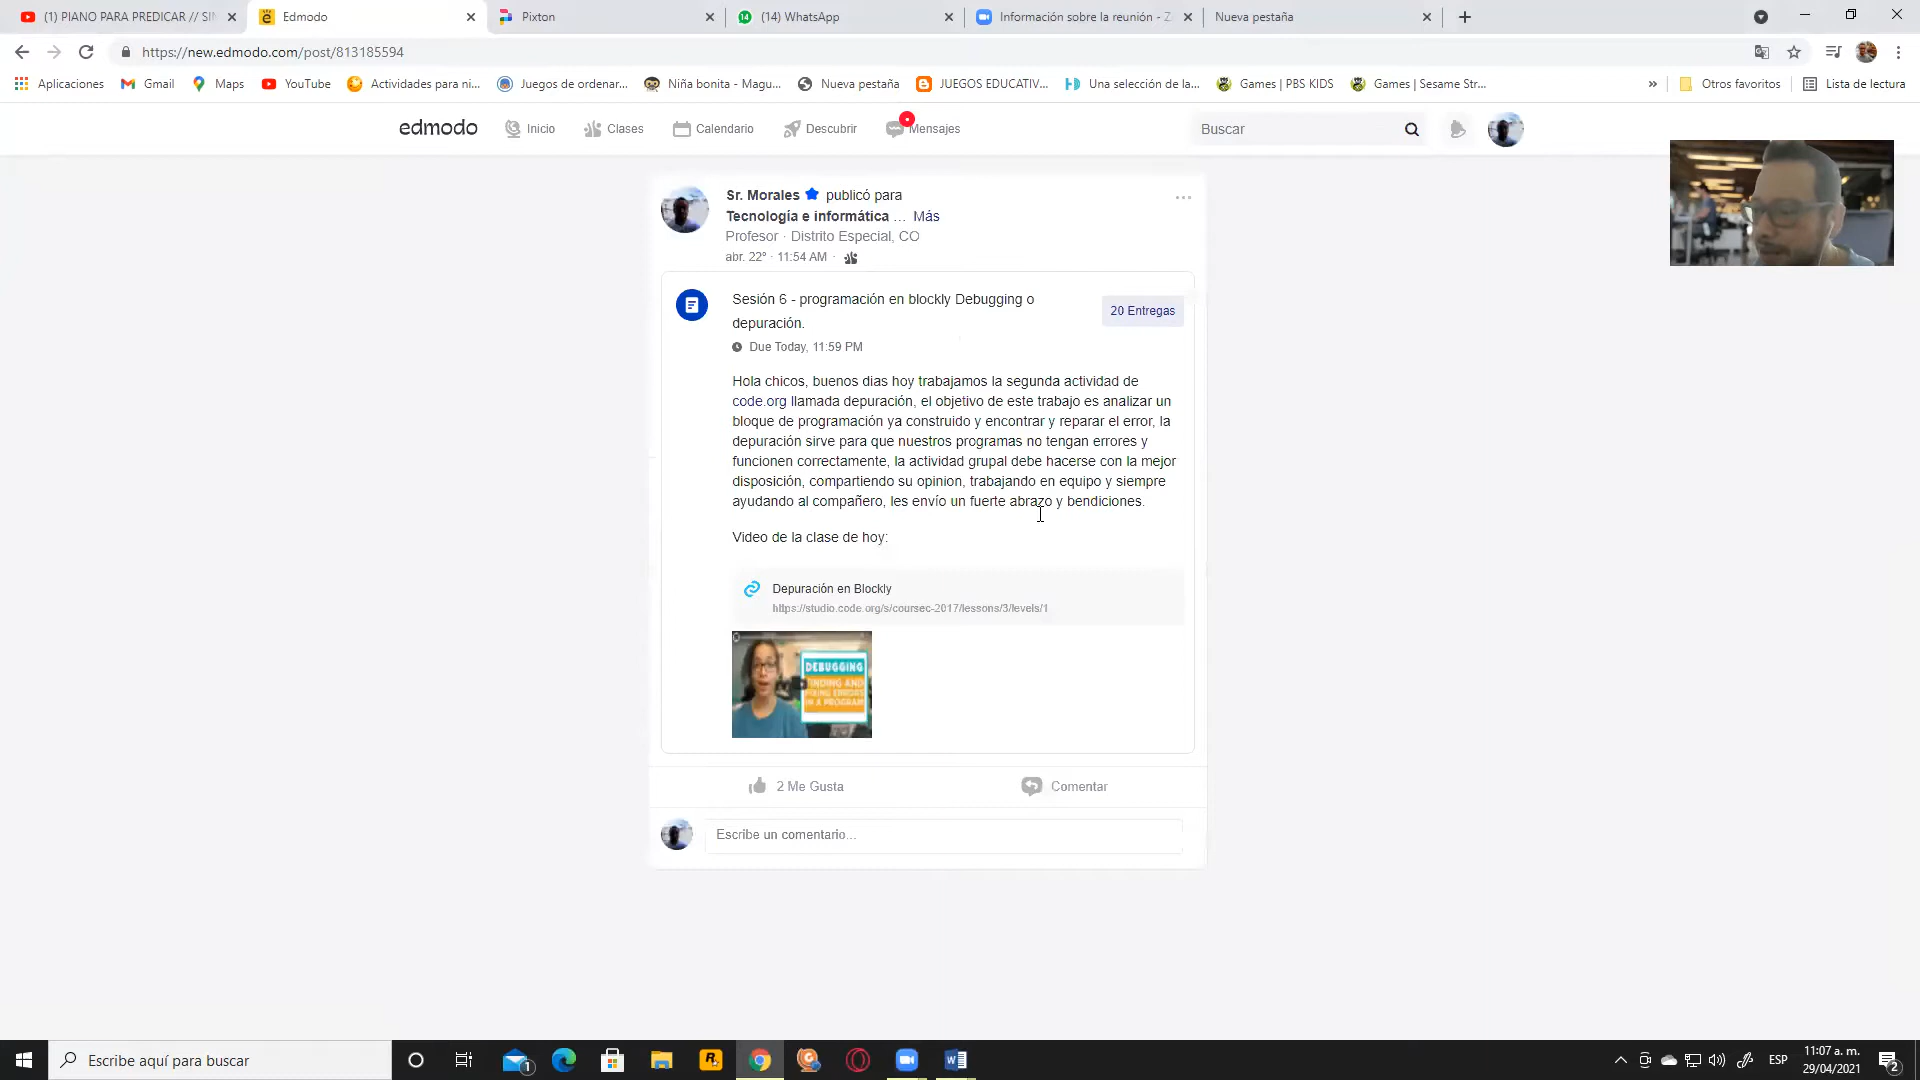 (1) PIANO PARA PREDICAR // SIN
Edmodo
Pixton
(14) WhatsApp
Información sobre la reunión - Z
Nueva pestaña
https://new.edmodo.com/post/813185594
Aplicaciones
Gmail
Maps
YouTube
Actividades para ni...
Juegos de ordenar...
Niña bonita - Magu...
Nueva pestaña
JUEGOS EDUCATIV...
Una selección de la...
Games | PBS KIDS
Games | Sesame Str...
»
Otros favoritos
Lista de lectura
edmodo
Inicio
Clases
Calendario
Descubrir
Mensajes
Buscar
Sr. Morales publicó para
Tecnología e informática ... Más
Profesor · Distrito Especial, CO
abr. 22º · 11:54 AM ·
Sesión 6 - programación en blockly Debugging o
depuración.
20 Entregas
Due Today, 11:59 PM
Hola chicos, buenos dias hoy trabajamos la segunda actividad de
code.org llamada depuración, el objetivo de este trabajo es analizar un
bloque de programación ya construido y encontrar y reparar el error, la
depuración sirve para que nuestros programas no tengan errores y
funcionen correctamente, la actividad grupal debe hacerse con la mejor
disposición, compartiendo su opinion, trabajando en equipo y siempre
ayudando al compañero, les envío un fuerte abrazo y bendiciones.
Video de la clase de hoy:
Depuración en Blockly
https://studio.code.org/s/coursec-2017/lessons/3/levels/1
DEBUGGING
FINDING AND
FIXING ERRORS
IN A PROGRAM
2 Me Gusta
Comentar
Escribe un comentario...
Escribe aquí para buscar
1
R
ESP
11:07 a. m.
29/04/2021
2